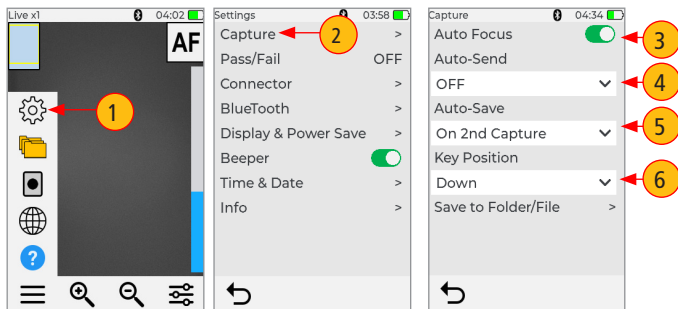 Live x1
04:02
AF
1
?
Settings
03:58
Capture >
2
Pass/Fail OFF
Connector >
BlueTooth >
Display & Power Save >
Beeper
Time & Date >
Info >
Capture
04:34
Auto Focus
3
Auto-Send
OFF
4
Auto-Save
On 2nd Capture
5
Key Position
Down
6
Save to Folder/File >